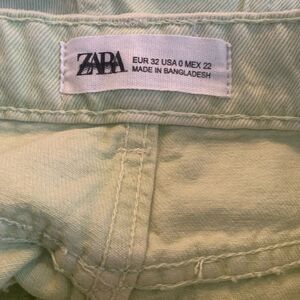 ZARA
EUR 32 USA 0 MEX 22
MADE IN BANGLADESH